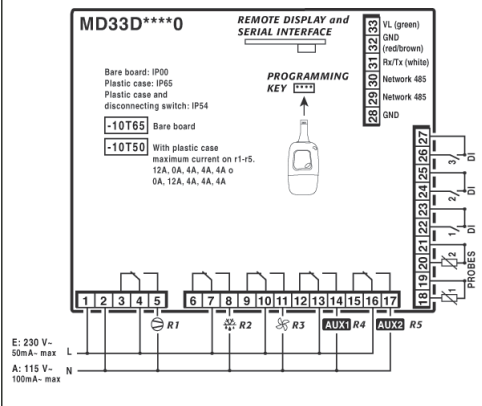 MD33D****0
REMOTE DISPLAY and
SERIAL INTERFACE
33 VL (green)
32 GND
(red/brown)
31 Rx/Tx (white)
30 Network 485
29 Network 485
28 GND
Bare board: IP00
Plastic case: IP65
Plastic case and
disconnecting switch: IP54
PROGRAMMING
KEY
-10T65 Bare board
-10T50 With plastic case
maximum current on r1-r5.
12A, 0A, 4A, 4A, 4A o
0A, 12A, 4A, 4A, 4A
27
26 3 DI
25
24 2 DI
23
22 1 DI
21
20 2
19
18 1
PROBES
1 2 3 4 5 6 7 8 9 10 11 12 13 14 15 16 17
R1 R2 R3 AUX1 R4 AUX2 R5
E: 230 V~
50mA~ max L
A: 115 V~
100mA~ max N